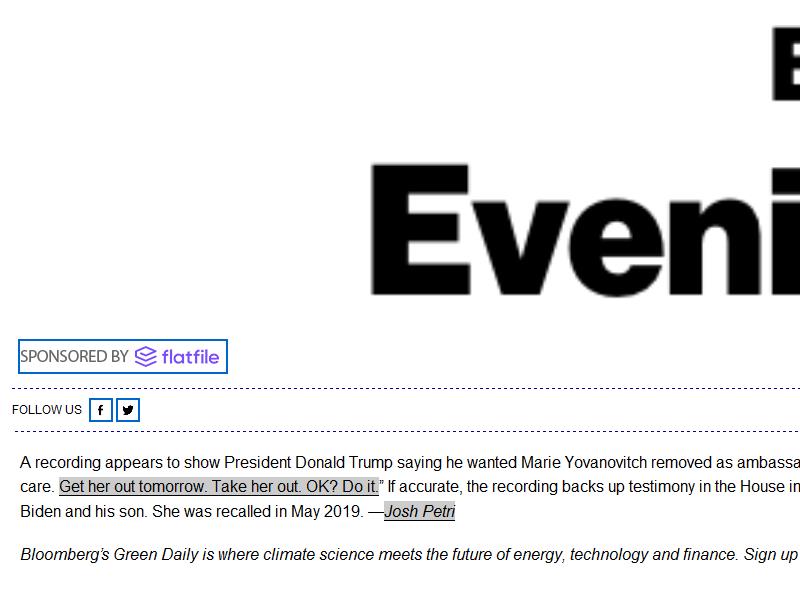 Eveni
SPONSORED BY flatfile
FOLLOW US
A recording appears to show President Donald Trump saying he wanted Marie Yovanovitch removed as ambassa
care. Get her out tomorrow. Take her out. OK? Do it.” If accurate, the recording backs up testimony in the House in
Biden and his son. She was recalled in May 2019. —Josh Petri
Bloomberg’s Green Daily is where climate science meets the future of energy, technology and finance. Sign up